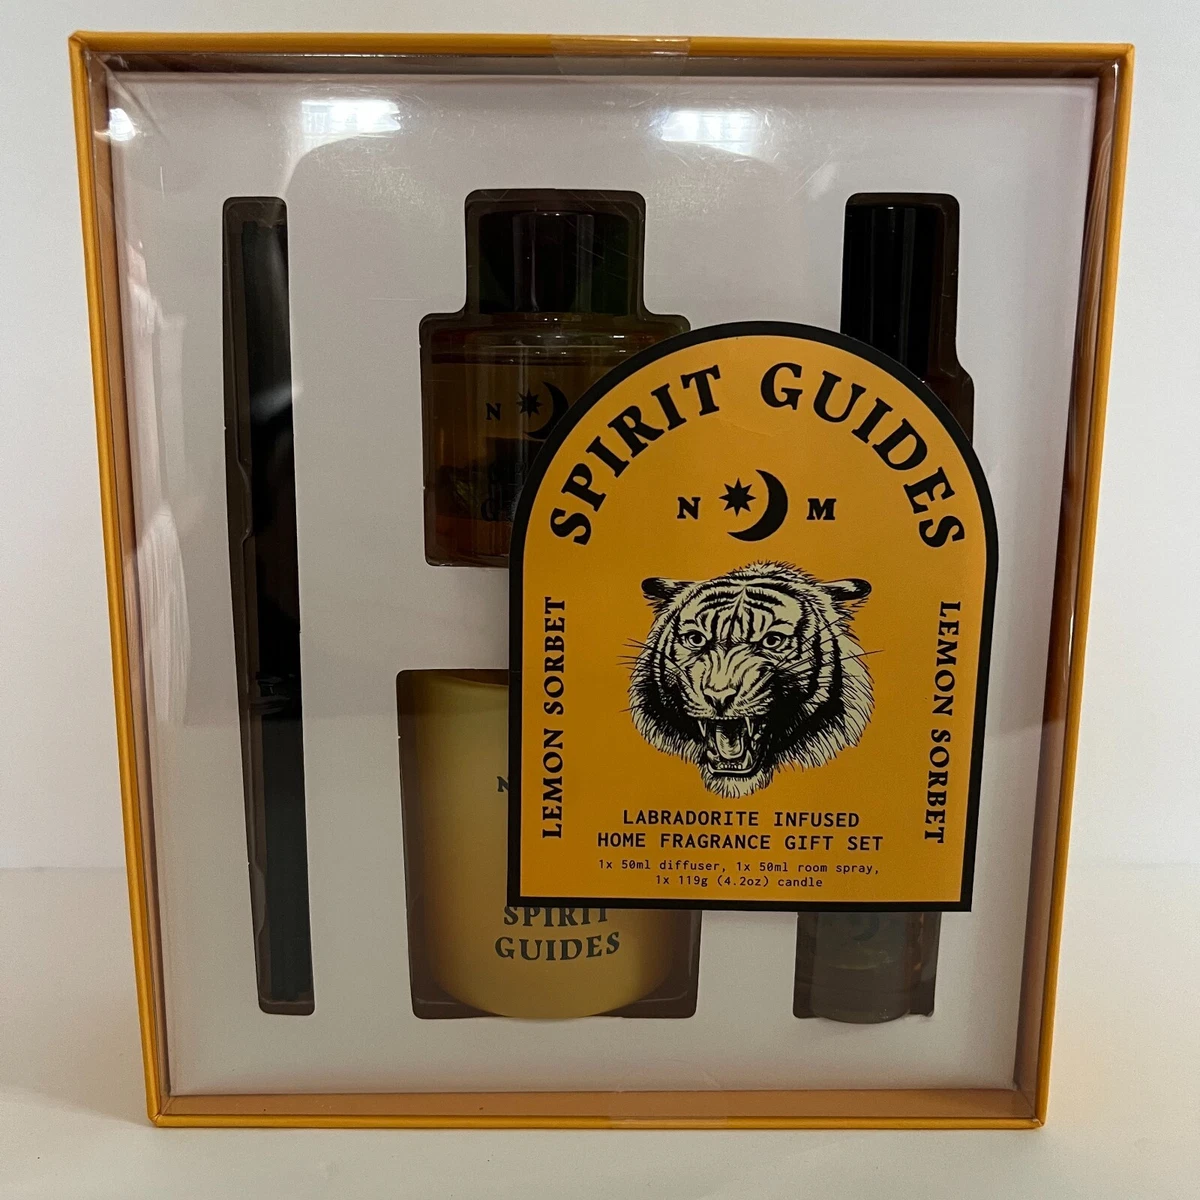 SPIRIT GUIDES
N M
LEMON SORBET
LEMON SORBET
LABRADORITE INFUSED
HOME FRAGRANCE GIFT SET
1x 50ml diffuser, 1x 50ml room spray,
1x 119g (4.2oz) candle
N
N
SPIRIT
GUIDES